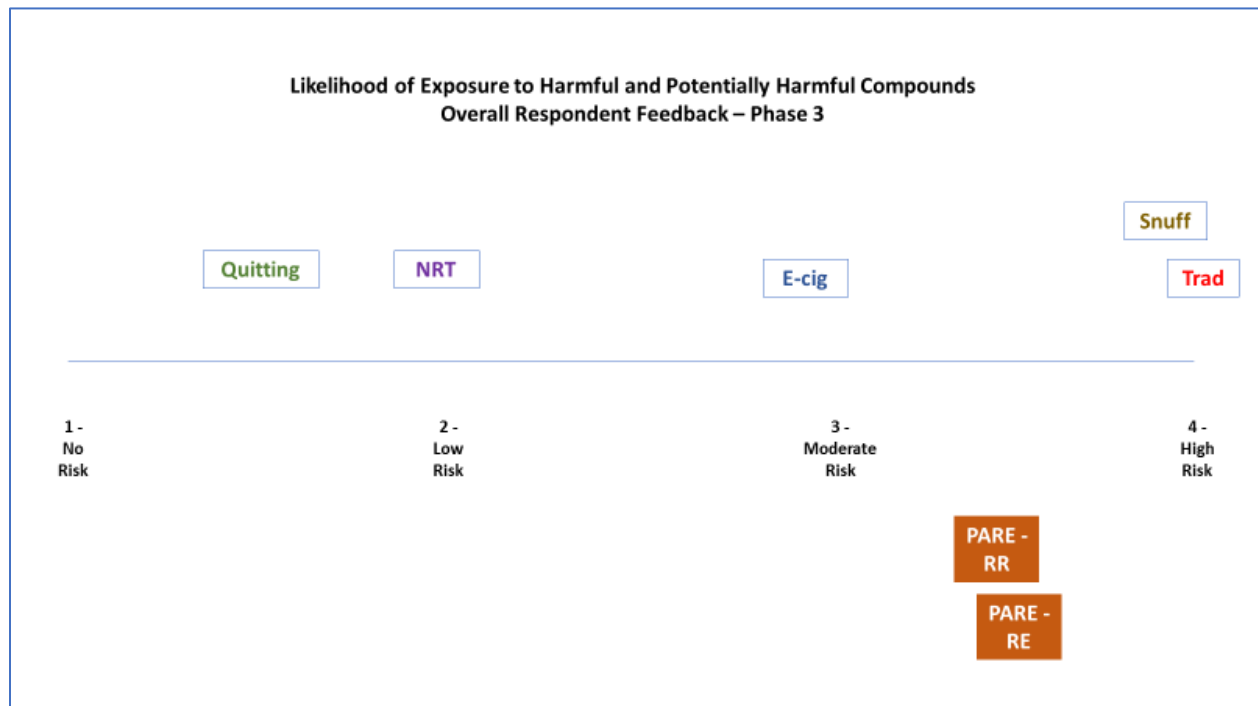 Likelihood of Exposure to Harmful and Potentially Harmful Compounds
Overall Respondent Feedback – Phase 3
Snuff
Quitting
NRT
E-cig
Trad
1 -
No
Risk
2 -
Low
Risk
3 -
Moderate
Risk
4 -
High
Risk
PARE -
RR
PARE -
RE